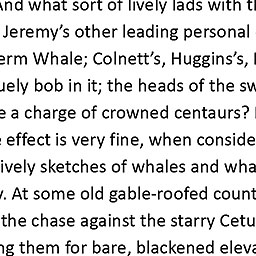 And what sort of lively lads with t
Jeremy’s other leading personal
erm Whale; Colnett’s, Huggins’s,
uely bob in it; the heads of the sw
e a charge of crowned centaurs?
effect is very fine, when conside
ively sketches of whales and wha
y. At some old gable-roofed count
the chase against the starry Cetu
ng them for bare, blackened eleva